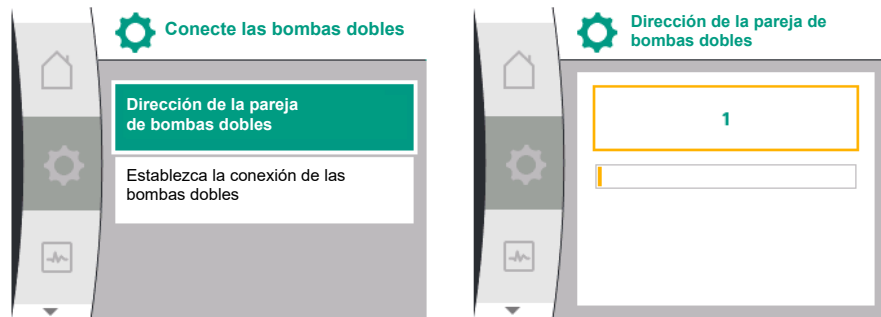 Conecte las bombas dobles
Dirección de la pareja
de bombas dobles
Establezca la conexión de las
bombas dobles
Dirección de la pareja de
bombas dobles
1